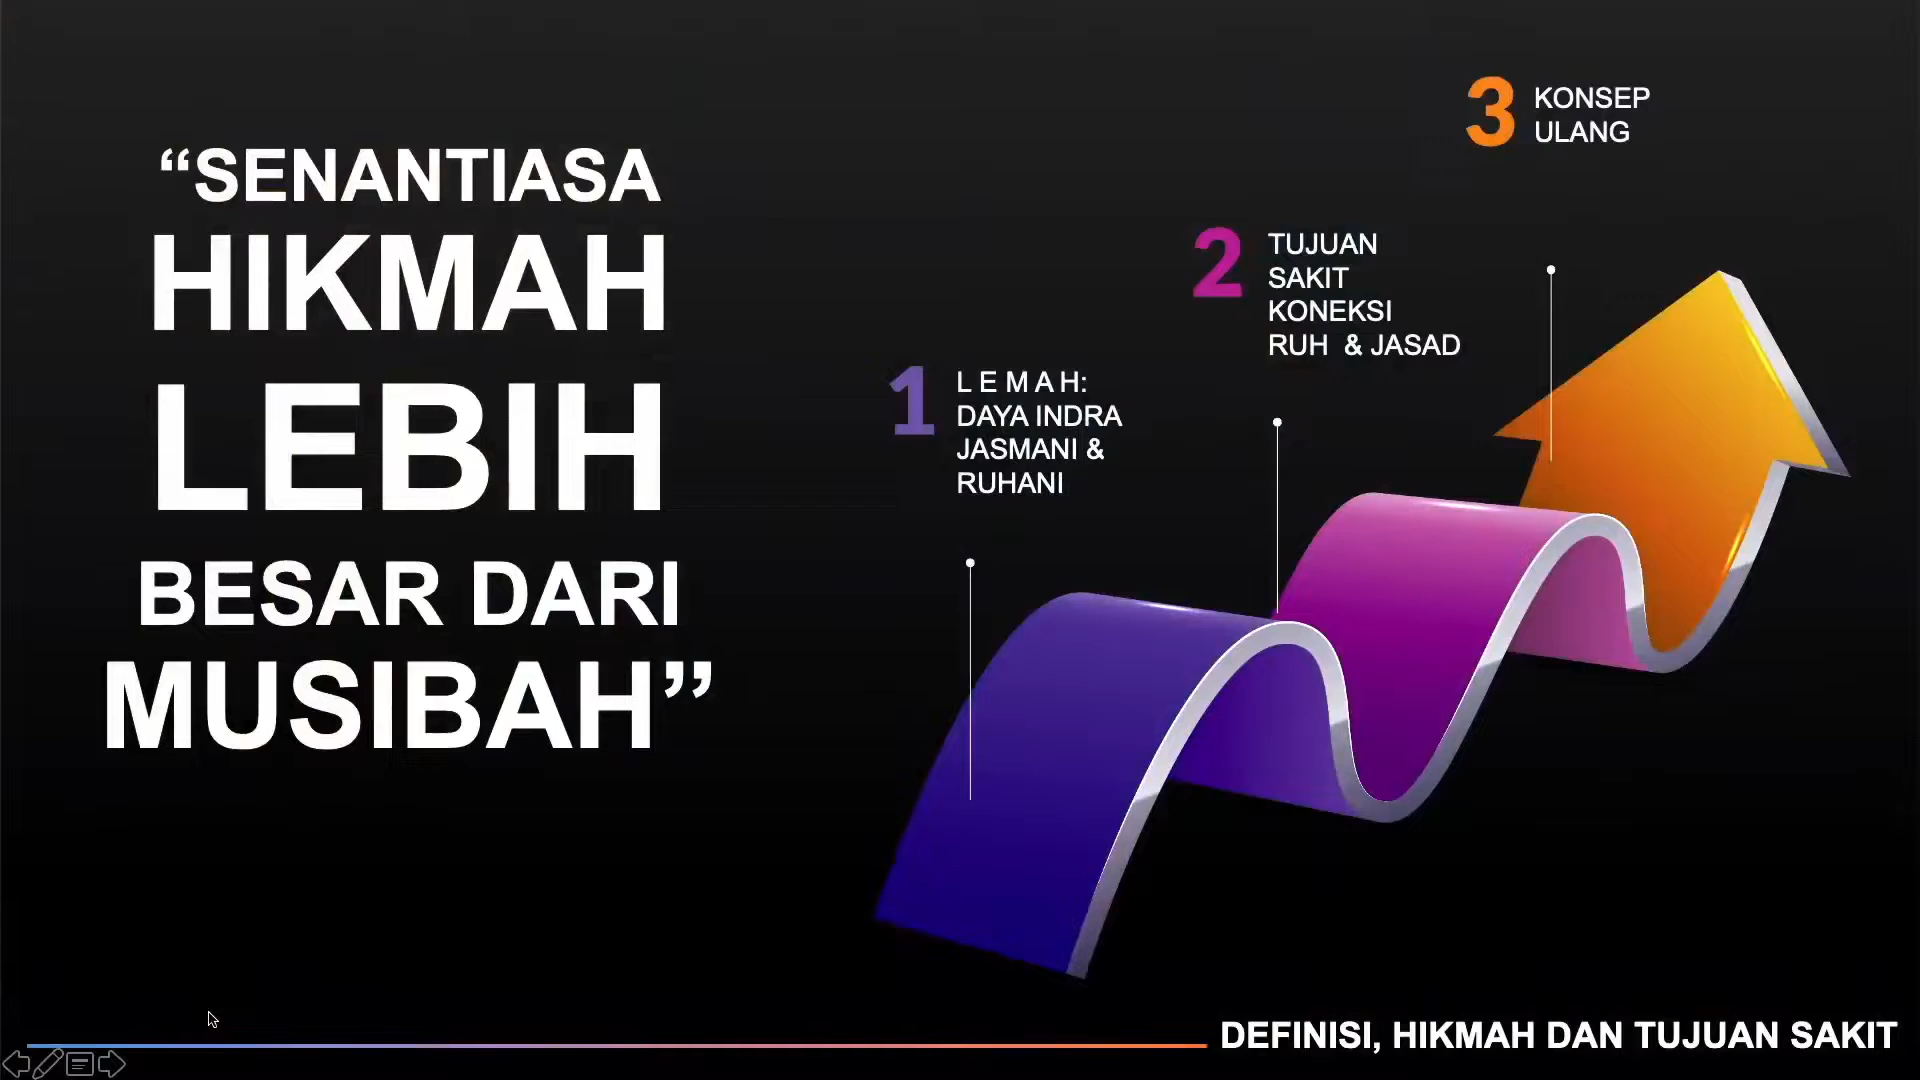 “SENANTIASA
HIKMAH
LEBIH
BESAR DARI
MUSIBAH”
1
L E M A H:
DAYA INDRA
JASMANI &
RUHANI
2
TUJUAN
SAKIT
KONEKSI
RUH  & JASAD
3
KONSEP
ULANG
DEFINISI, HIKMAH DAN TUJUAN SAKIT